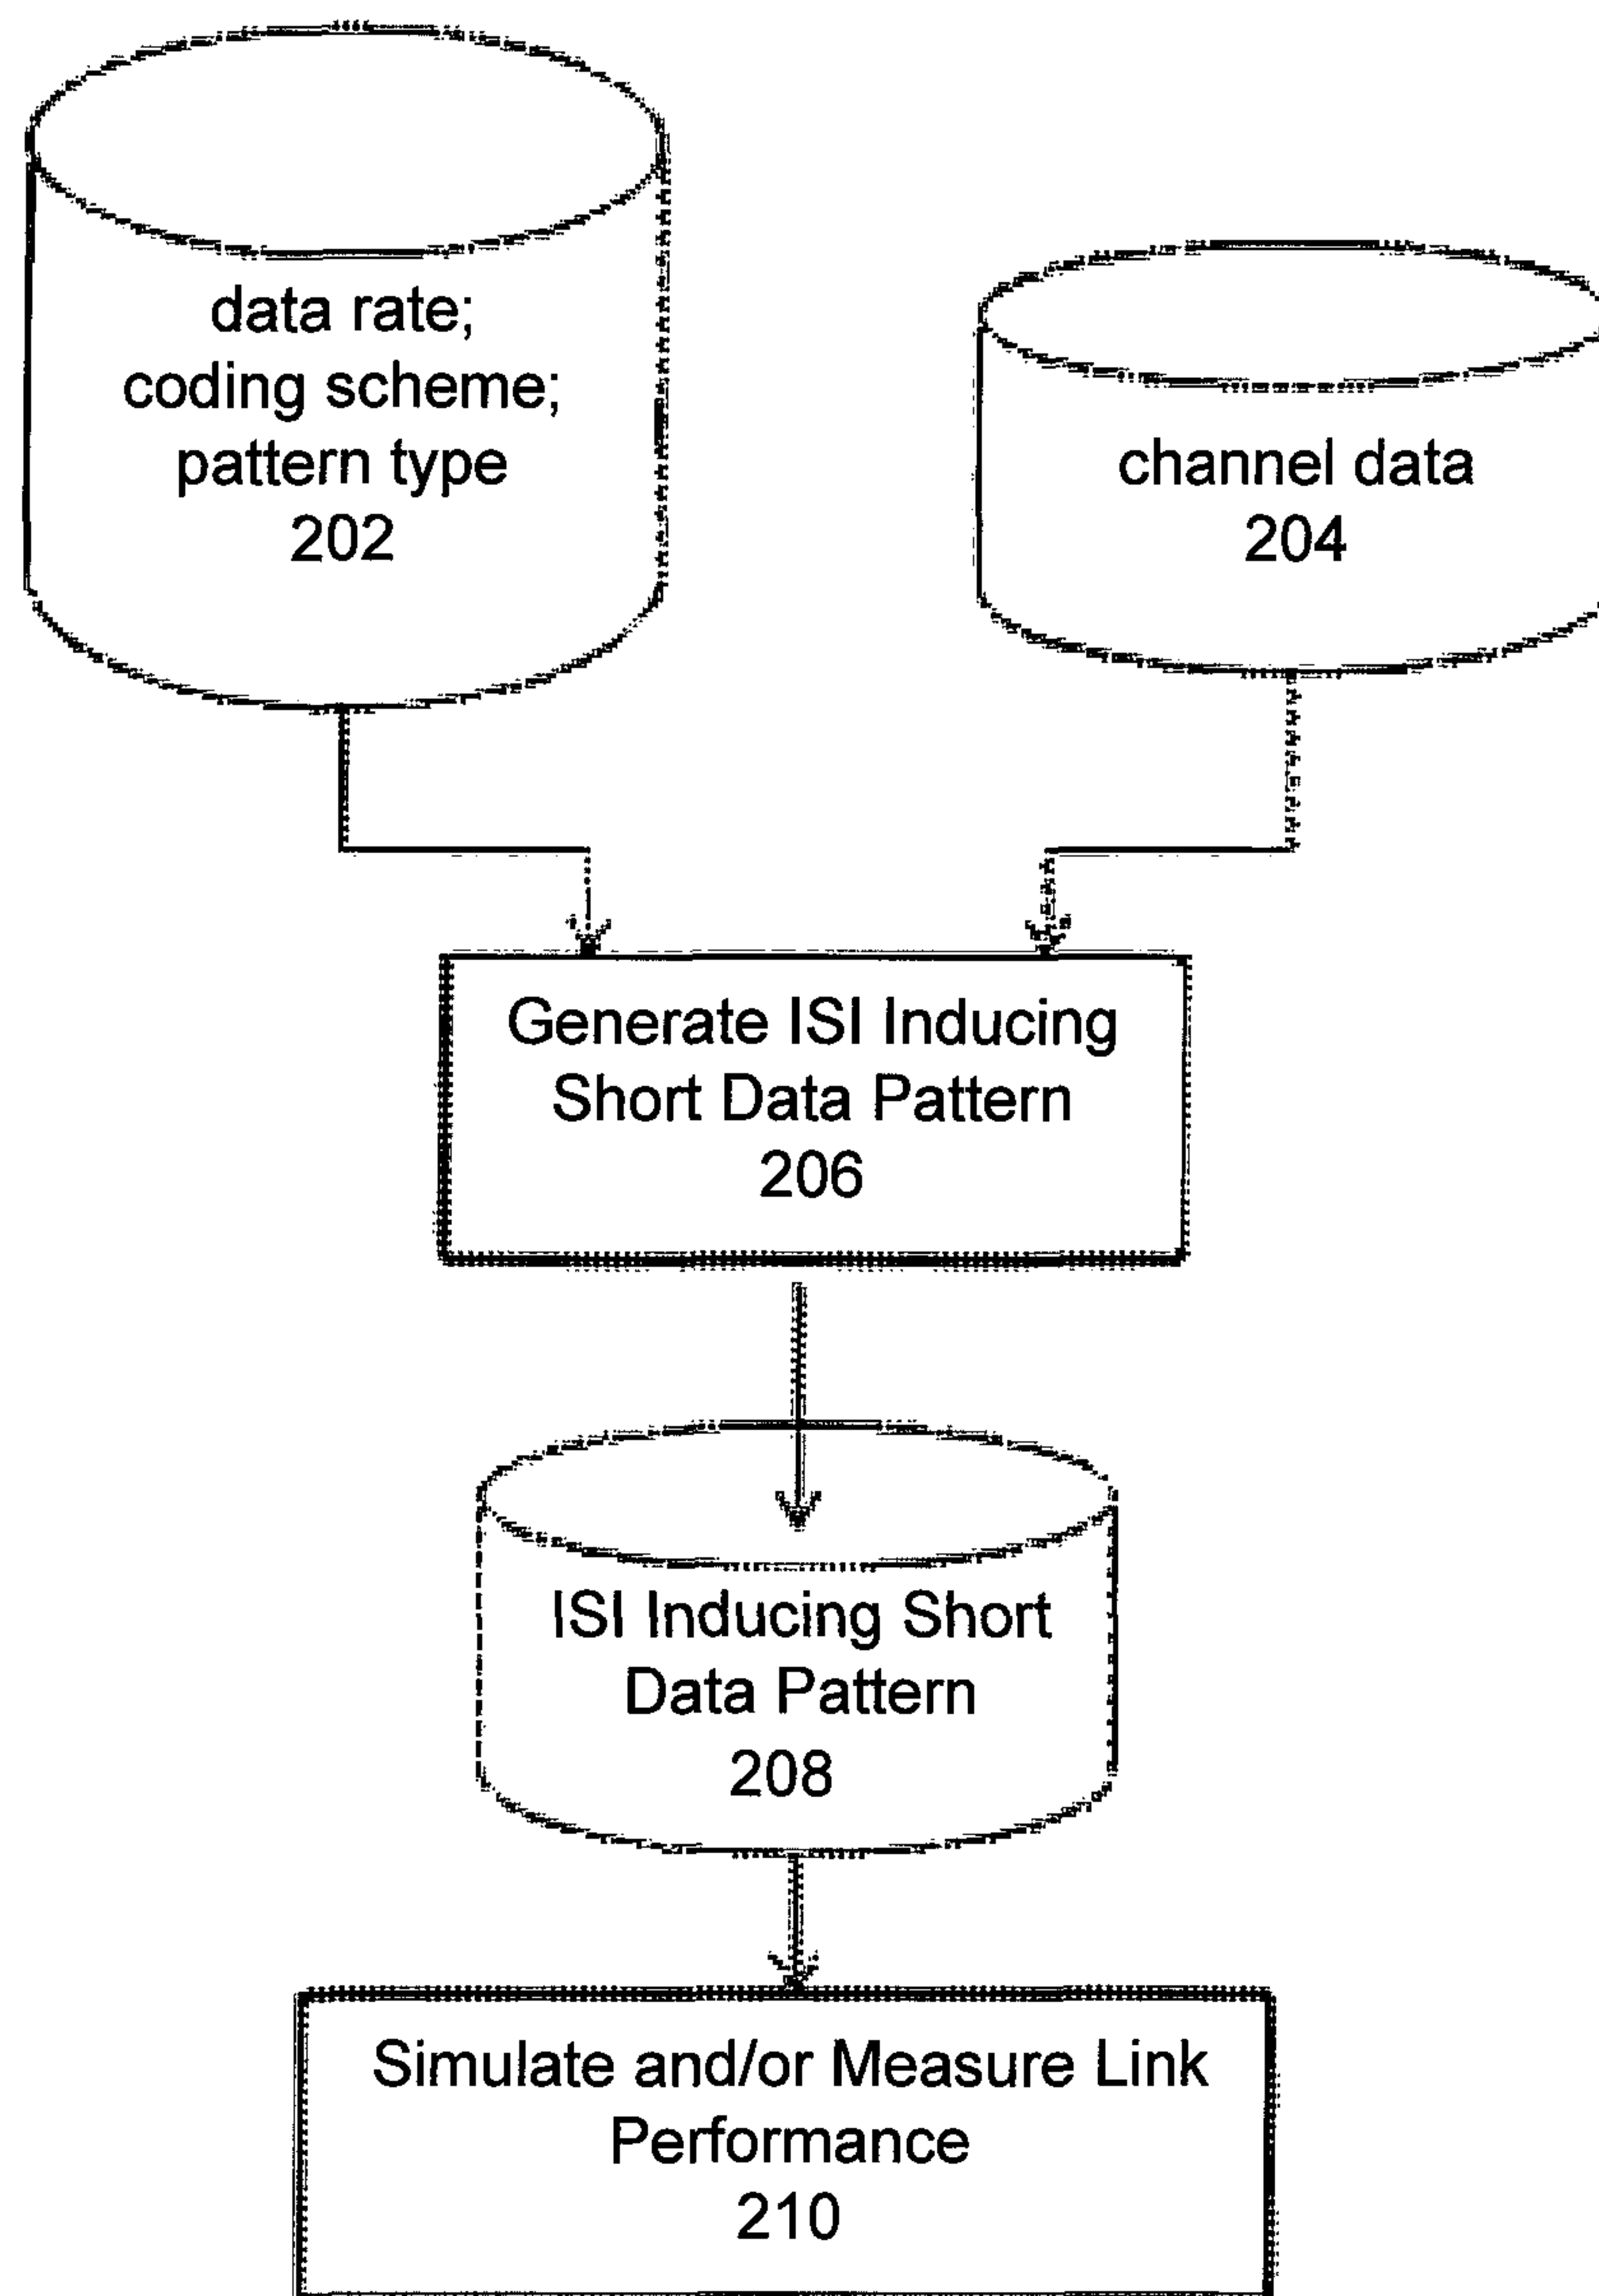 data rate;
coding scheme;
pattern type
202
channel data
204
Generate ISI Inducing
Short Data Pattern
206
ISI Inducing Short
Data Pattern
208
Simulate and/or Measure Link
Performance
210